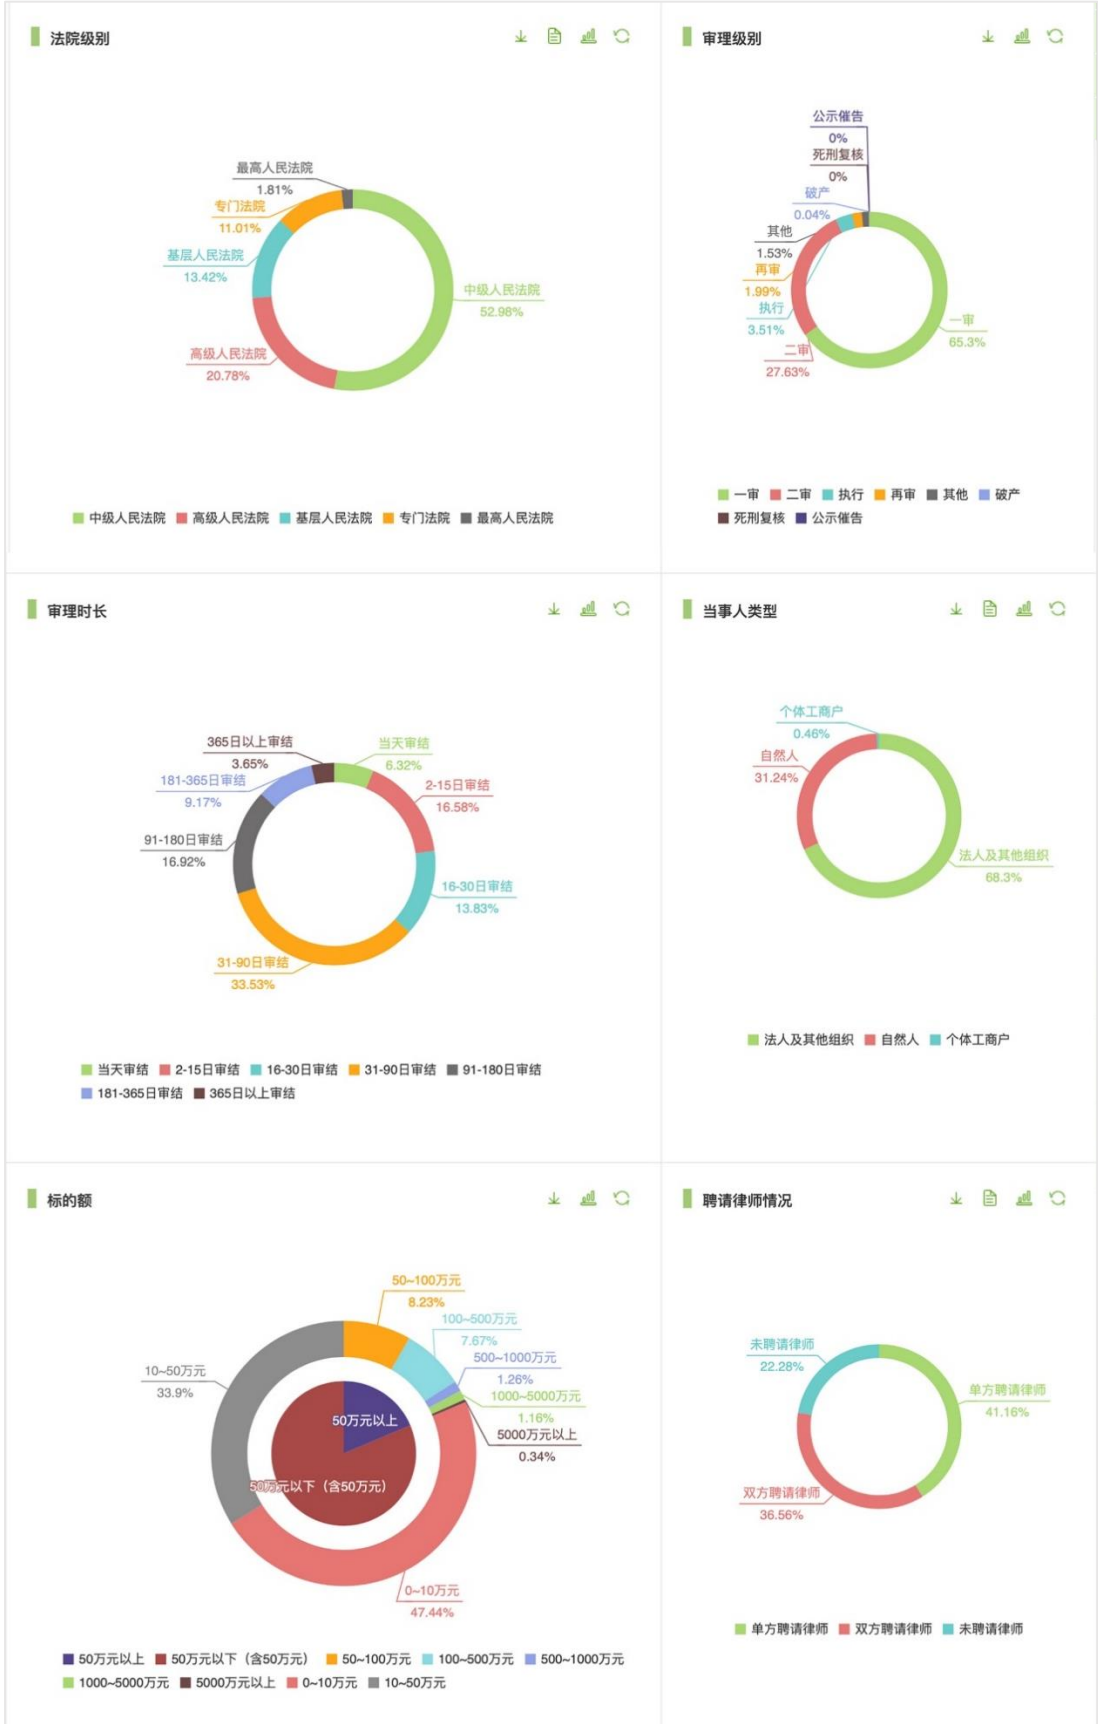 法院级别
最高人民法院
1.81%
专门法院
11.01%
基层人民法院
13.42%
中级人民法院
52.98%
高级人民法院
20.78%
中级人民法院 高级人民法院 基层人民法院 专门法院 最高人民法院
审理级别
公示催告
0%
死刑复核
0%
破产
0.04%
其他
1.53%
再审
1.99%
执行
3.51%
一审
65.3%
二审
27.63%
一审 二审 执行 再审 其他 破产
死刑复核 公示催告
审理时长
365日以上审结
3.65%
当天审结
6.32%
181-365日审结
9.17%
2-15日审结
16.58%
91-180日审结
16.92%
16-30日审结
13.83%
31-90日审结
33.53%
当天审结 2-15日审结 16-30日审结 31-90日审结 91-180日审结
181-365日审结 365日以上审结
当事人类型
个体工商户
0.46%
自然人
31.24%
法人及其他组织
68.3%
法人及其他组织 自然人 个体工商户
标的额
50~100万元
8.23%
100~500万元
7.67%
500~1000万元
1.26%
10~50万元
33.9%
1000~5000万元
1.16%
50万元以上
5000万元以上
0.34%
50万元以下（含50万元）
0~10万元
47.44%
50万元以上 50万元以下（含50万元） 50~100万元 100~500万元 500~1000万元
1000~5000万元 5000万元以上 0~10万元 10~50万元
聘请律师情况
未聘请律师
22.28%
单方聘请律师
41.16%
双方聘请律师
36.56%
单方聘请律师 双方聘请律师 未聘请律师